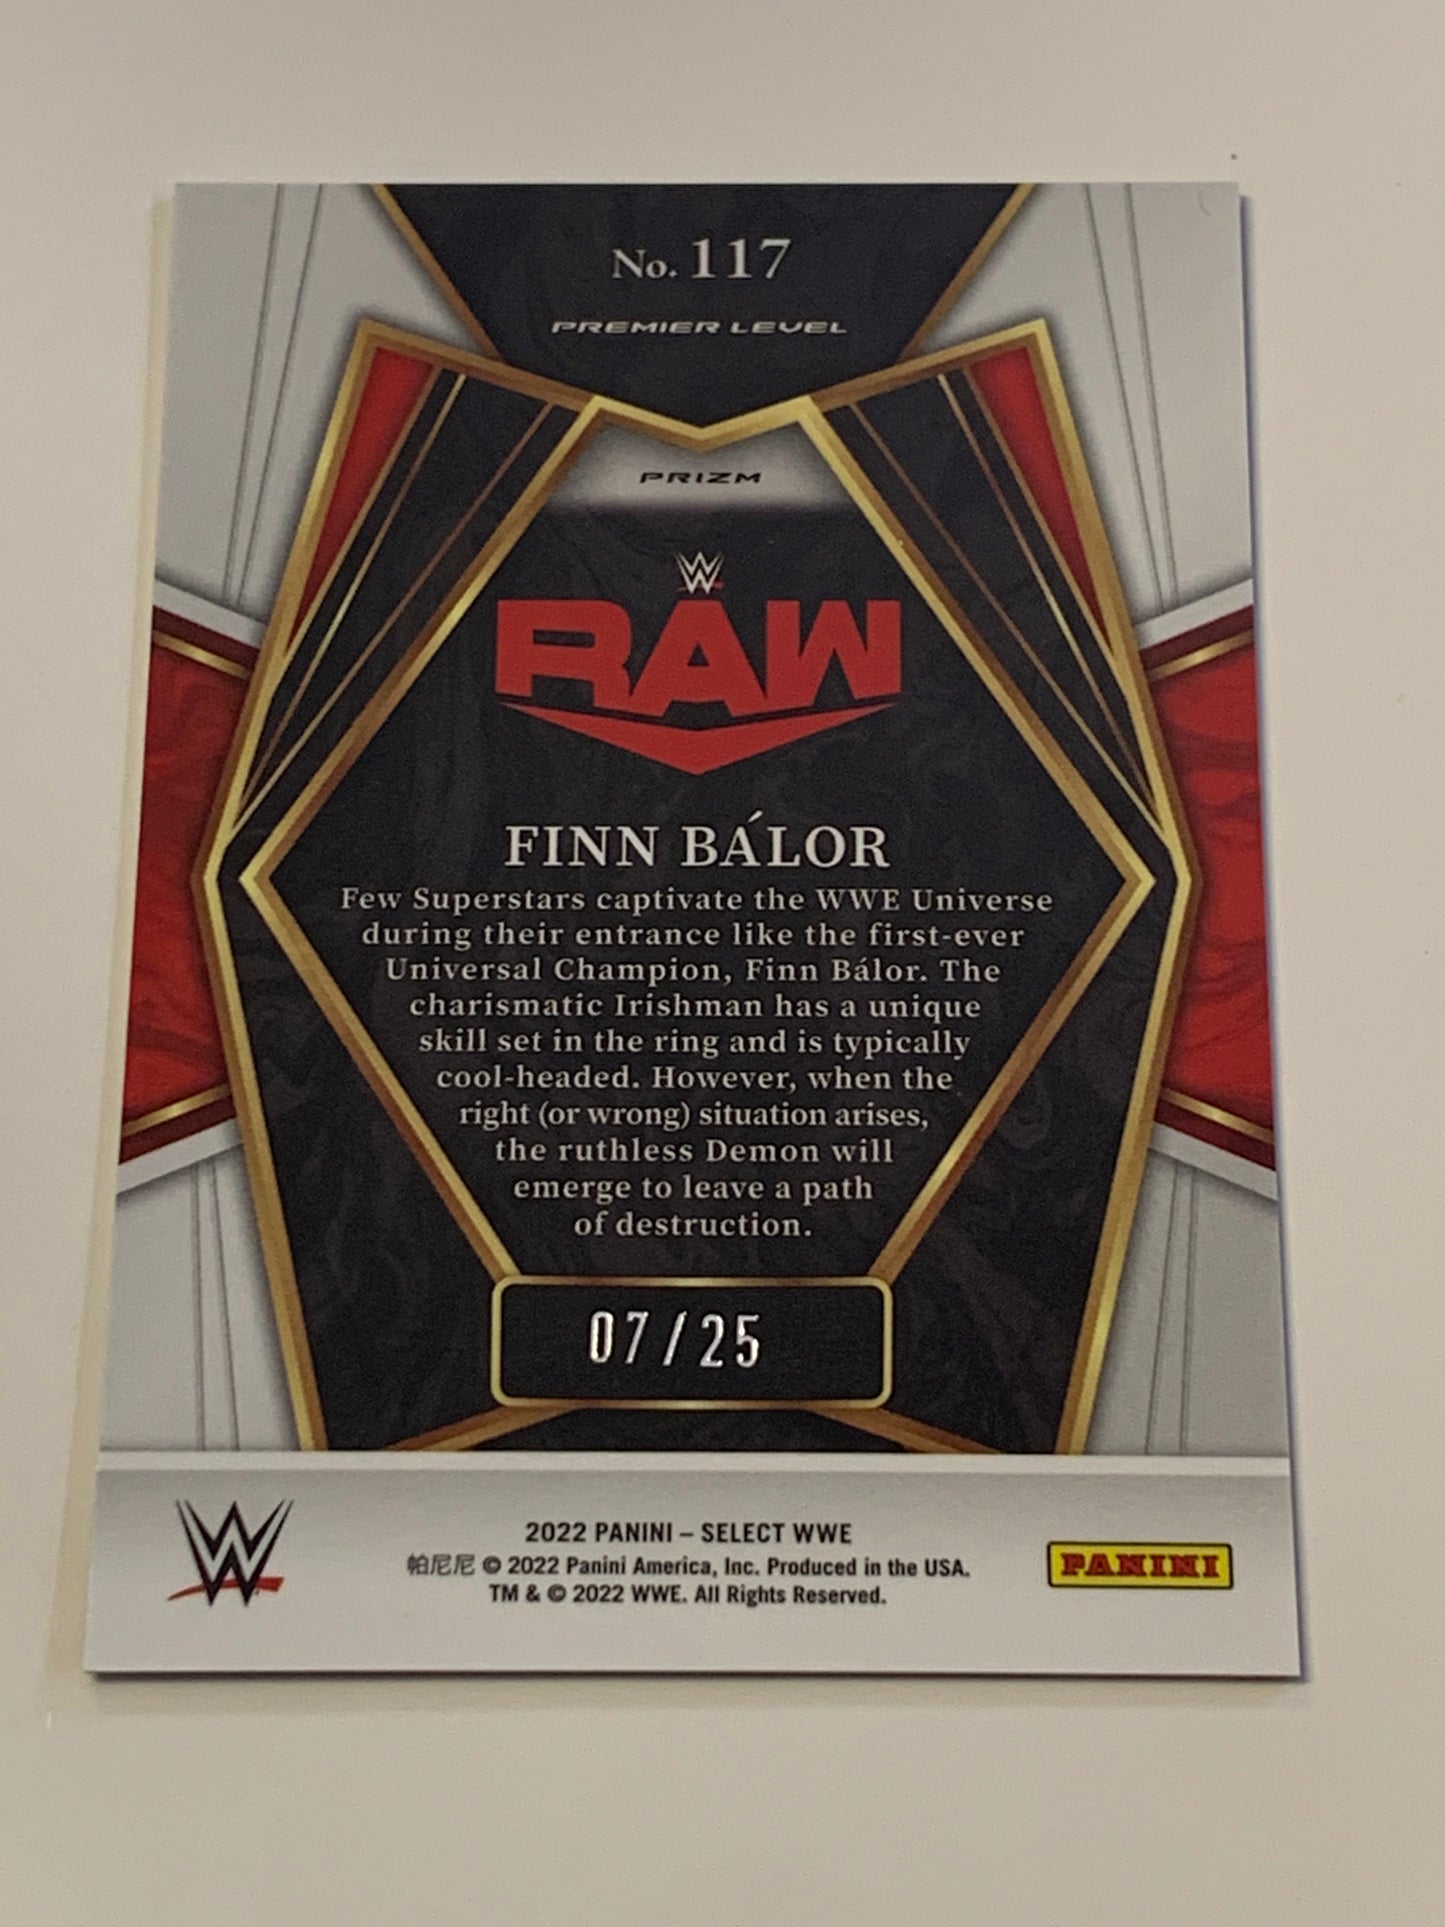 No. 117
PREMIER LEVEL
PRIZM
W
RAW
FINN BÁLOR
Few Superstars captivate the WWE Universe
during their entrance like the first-ever
Universal Champion, Finn Bálor. The
charismatic Irishman has a unique
skill set in the ring and is typically
cool-headed. However, when the
right (or wrong) situation arises,
the ruthless Demon will
emerge to leave a path
of destruction.
07/25
W
2022 PANINI – SELECT WWE
帕尼尼 © 2022 Panini America, Inc. Produced in the USA.
TM & © 2022 WWE. All Rights Reserved.
PANINI